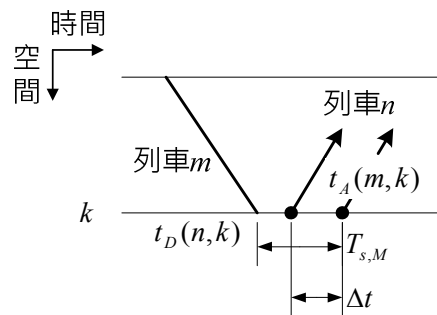 時間
空間
列車n
列車m
t_A(m,k)
k
t_D(n,k)
T_{s,M}
Δt